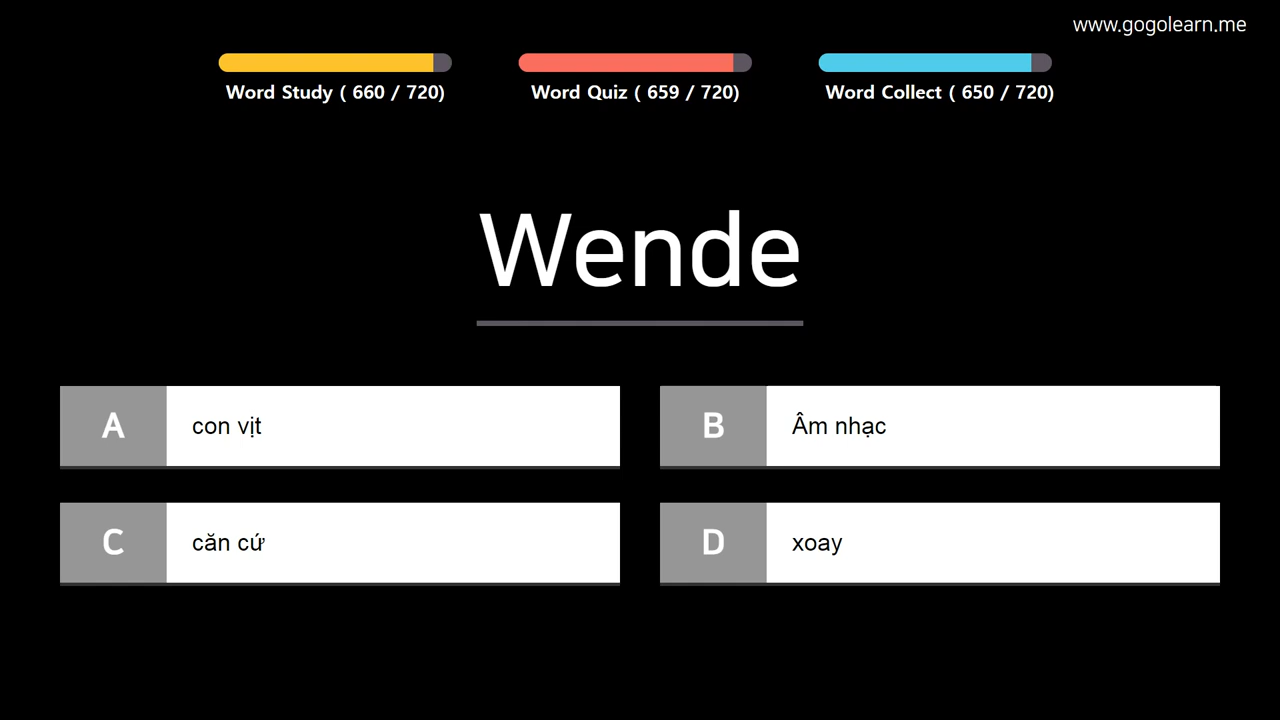 www.gogolearn.me
Word Study ( 660 / 720)
Word Quiz ( 659 / 720)
Word Collect ( 650 / 720)
Wende
A con vịt
B Âm nhạc
C căn cứ
D xoay